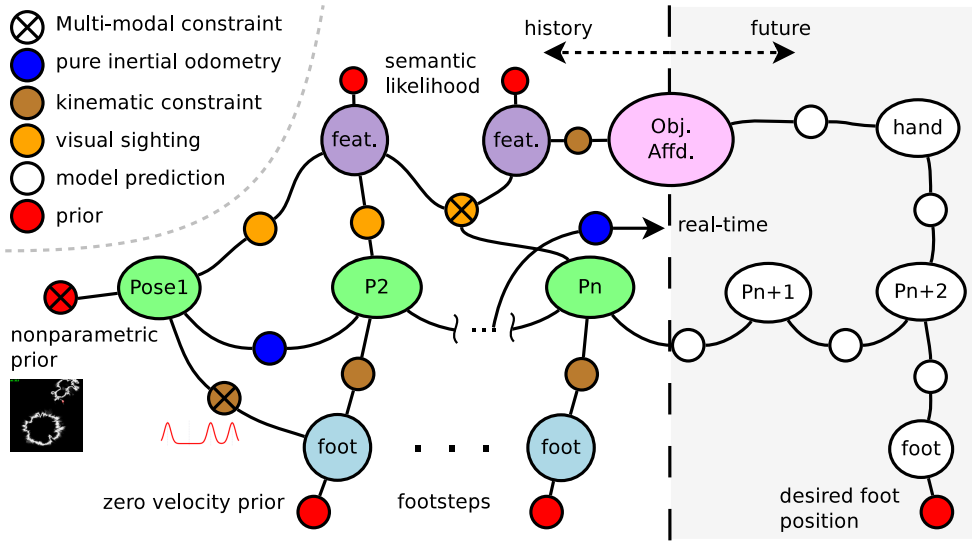 Multi-modal constraint
pure inertial odometry
kinematic constraint
visual sighting
model prediction
prior
history
future
semantic
likelihood
feat.
feat.
Obj.
Affd.
hand
real-time
Pose1
P2
Pn
Pn+1
Pn+2
...
nonparametric
prior
foot
. . .
foot
foot
zero velocity prior
footsteps
desired foot
position